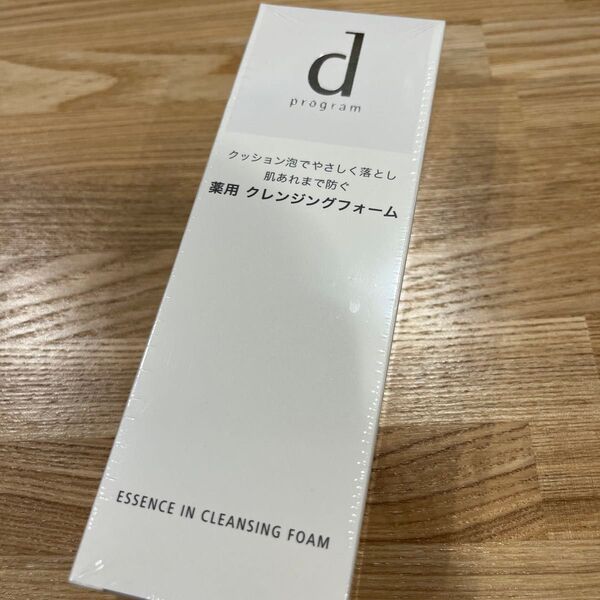 d
program
クッション泡でやさしく落とし
肌あれまで防ぐ
薬用 クレンジングフォーム
ESSENCE IN CLEANSING FOAM